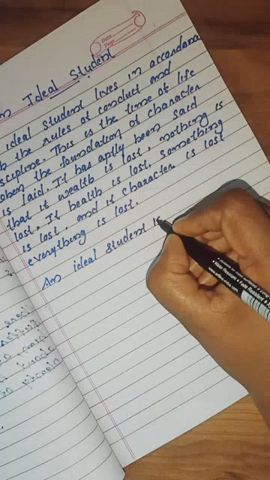 Date
Page
An Ideal Student
ideal student lives in accordance
the rules of conduct and
discipline. This is the time of life
when the foundation of character
is laid. It has aptly been said
that if wealth is lost, nothing is
lost. If health is lost, something
is lost, and if character is lost
everything is lost.
An ideal student is